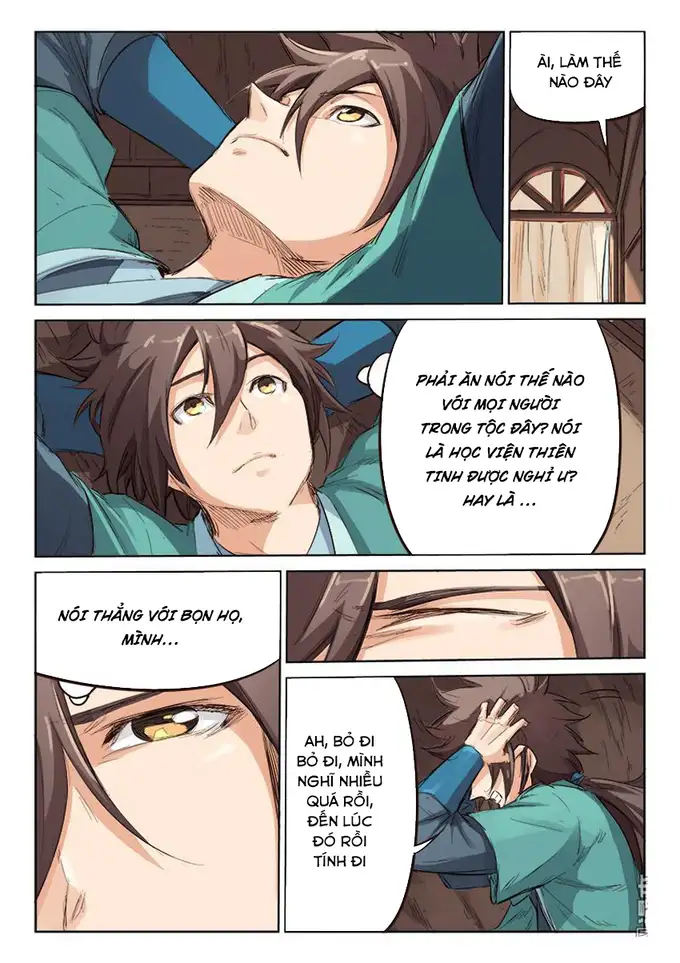 ÀI, LÀM THẾ
NÀO ĐÂY
PHẢI ĂN NÓI THẾ NÀO
VỚI MỌI NGƯỜI
TRONG TỘC ĐÂY? NÓI
LÀ HỌC VIỆN THIÊN
TINH ĐƯỢC NGHỈ Ư?
HAY LÀ ...
NÓI THẲNG VỚI BỌN HỌ,
MÌNH...
AH, BỎ ĐI
BỎ ĐI, MÌNH
NGHĨ NHIỀU
QUÁ RỒI,
ĐẾN LÚC
ĐÓ RỒI
TÍNH ĐI